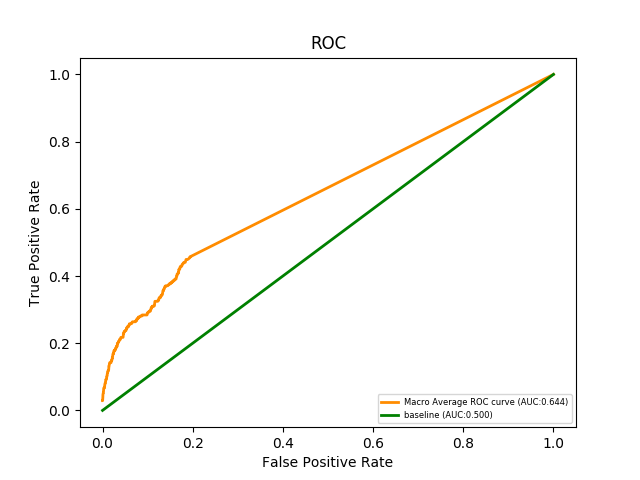 ROC
True Positive Rate
1.0
0.8
0.6
0.4
0.2
0.0
Macro Average ROC curve (AUC:0.644)
baseline (AUC:0.500)
0.0 0.2 0.4 0.6 0.8 1.0
False Positive Rate